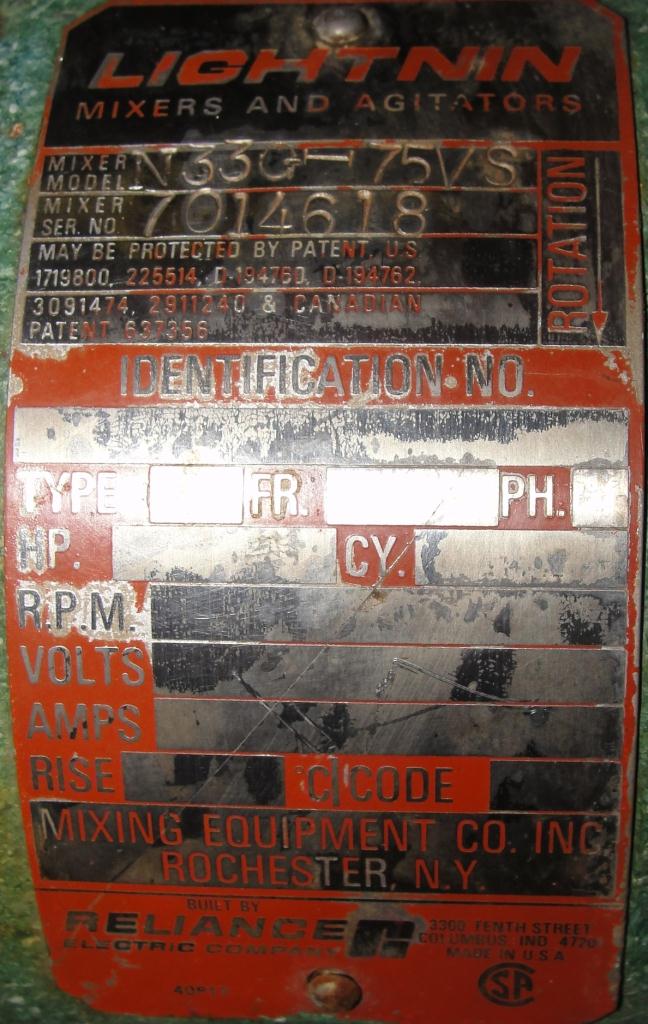 LIGHTNIN
MIXERS AND AGITATORS
MIXER MODEL N33G-75VS
MIXER SER. NO. 7014618
MAY BE PROTECTED BY PATENT, U.S.
1719800, 225514, D-194760, D-194762,
3091474, 2911240 & CANADIAN
PATENT 637356
ROTATION
IDENTIFICATION NO.
TYPE FR. PH.
HP. CY.
R.P.M.
VOLTS
AMPS
RISE °C CODE
MIXING EQUIPMENT CO. INC
ROCHESTER, N.Y.
BUILT BY
RELIANCE
ELECTRIC COMPANY
3300 TENTH STREET
COLUMBUS, IND 4720
MADE IN U.S.A
SA